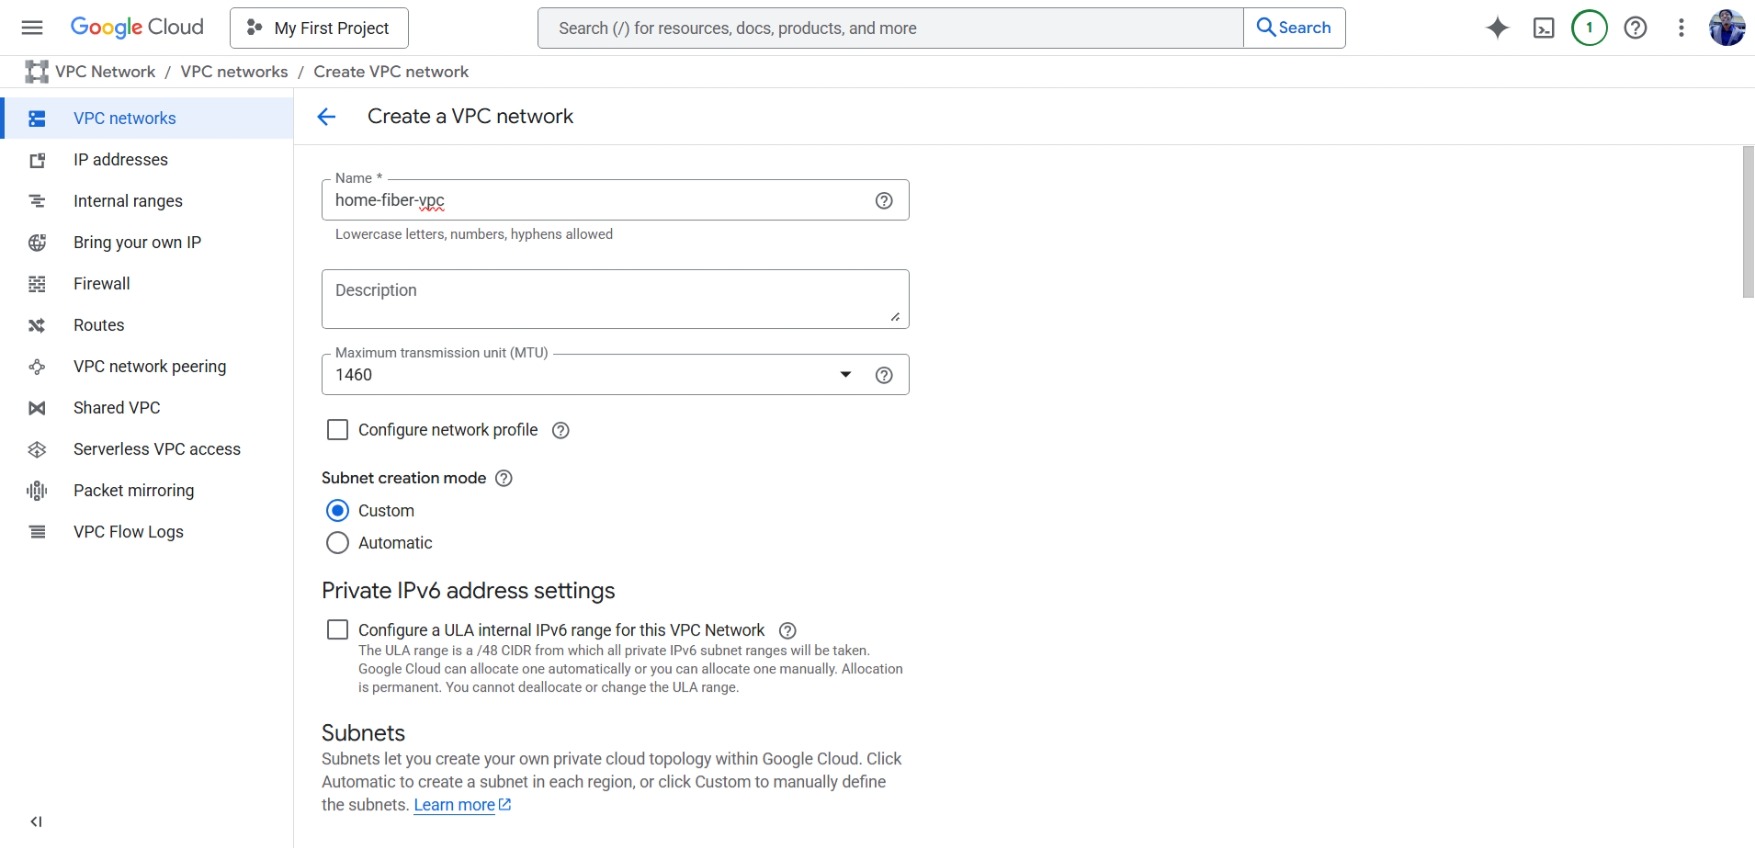 Google Cloud
My First Project
Search (/) for resources, docs, products, and more
Search
1
VPC Network / VPC networks / Create VPC network
VPC networks
IP addresses
Internal ranges
Bring your own IP
Firewall
Routes
VPC network peering
Shared VPC
Serverless VPC access
Packet mirroring
VPC Flow Logs
Create a VPC network
Name *
home-fiber-vpc
Lowercase letters, numbers, hyphens allowed
Description
Maximum transmission unit (MTU)
1460
Configure network profile
Subnet creation mode
Custom
Automatic
Private IPv6 address settings
Configure a ULA internal IPv6 range for this VPC Network
The ULA range is a /48 CIDR from which all private IPv6 subnet ranges will be taken.
Google Cloud can allocate one automatically or you can allocate one manually. Allocation
is permanent. You cannot deallocate or change the ULA range.
Subnets
Subnets let you create your own private cloud topology within Google Cloud. Click
Automatic to create a subnet in each region, or click Custom to manually define
the subnets. Learn more